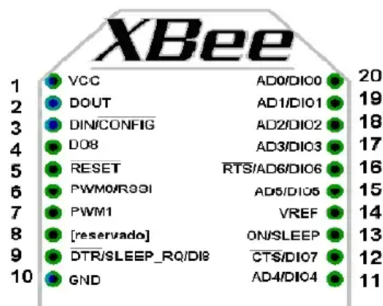 XBee
1 VCC AD0/DIO0 20
2 DOUT AD1/DIO1 19
3 DIN/CONFIG AD2/DIO2 18
4 DO8 AD3/DIO3 17
5 RESET RTS/AD6/DIO6 16
6 PWM0/RSSI AD5/DIO5 15
7 PWM1 VREF 14
8 [reservado] ON/SLEEP 13
9 DTR/SLEEP_RQ/DI8 CTS/DIO7 12
10 GND AD4/DIO4 11